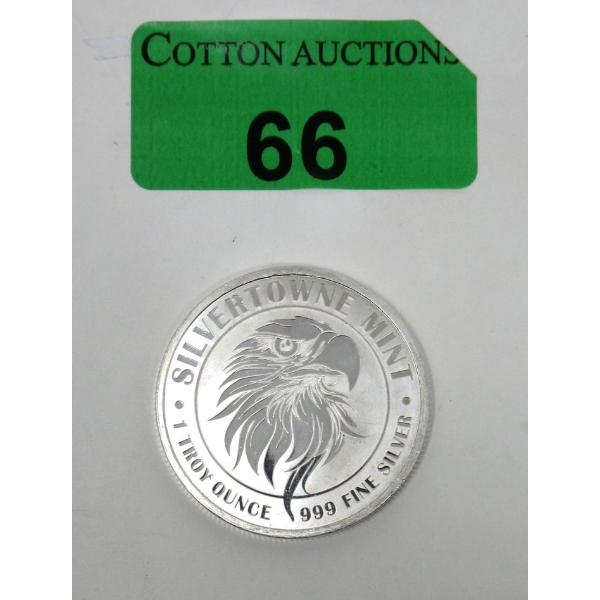 COTTON AUCTIONS
66
SILVERTOWNE MINT
• 1 TROY OUNCE 999 FINE SILVER •